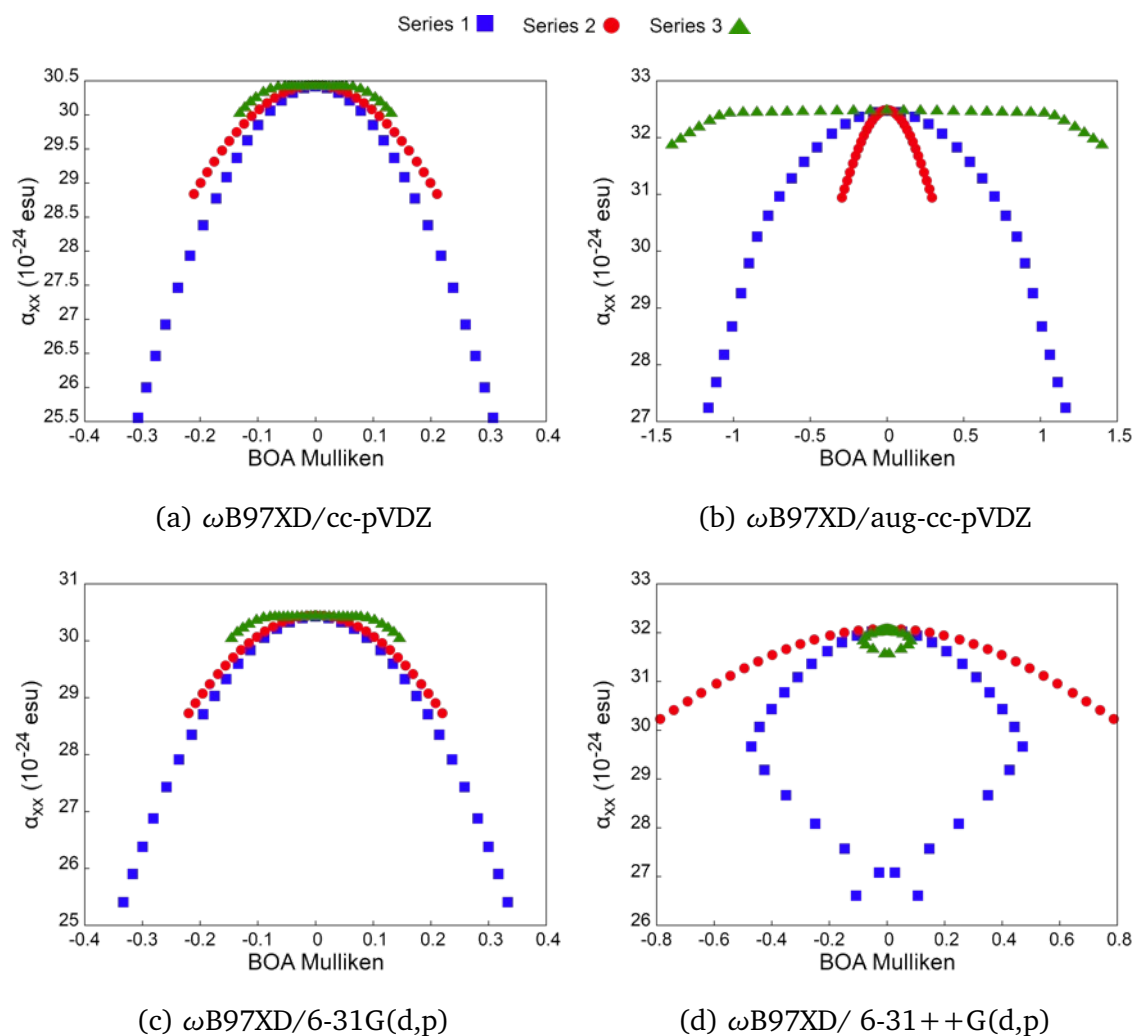 Series 1 Series 2 Series 3
30.5
30
29.5
29
28.5
28
27.5
27
26.5
26
25.5
αxx (10-24 esu)
-0.4 -0.3 -0.2 -0.1 0 0.1 0.2 0.3 0.4
BOA Mulliken
(a) ωB97XD/cc-pVDZ
33
32
31
30
29
28
27
αxx (10-24 esu)
-1.5 -1 -0.5 0 0.5 1 1.5
BOA Mulliken
(b) ωB97XD/aug-cc-pVDZ
31
30
29
28
27
26
25
αxx (10-24 esu)
-0.4 -0.3 -0.2 -0.1 0 0.1 0.2 0.3 0.4
BOA Mulliken
(c) ωB97XD/6-31G(d,p)
33
32
31
30
29
28
27
26
αxx (10-24 esu)
-0.8 -0.6 -0.4 -0.2 0 0.2 0.4 0.6 0.8
BOA Mulliken
(d) ωB97XD/ 6-31++G(d,p)